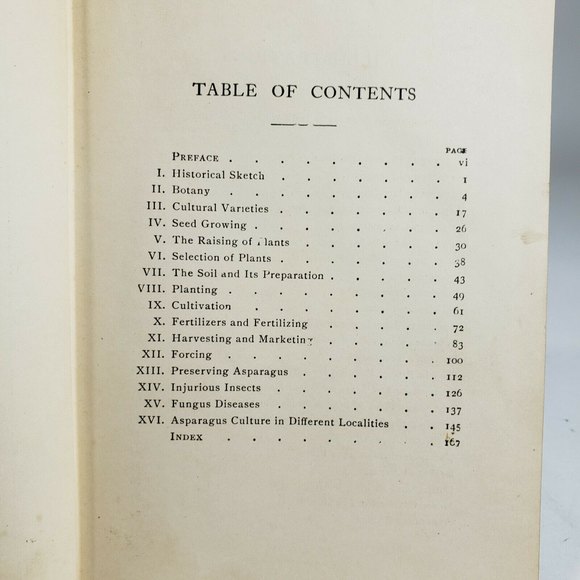 TABLE OF CONTENTS
PAGE
PREFACE . . . . . . . . vi
I. Historical Sketch . . . . . . . 1
II. Botany . . . . . . . . 4
III. Cultural Varieties . . . . . . . 17
IV. Seed Growing . . . . . . . 26
V. The Raising of Plants . . . . . . 30
VI. Selection of Plants . . . . . . . 38
VII. The Soil and Its Preparation . . . . . 43
VIII. Planting . . . . . . . . 49
IX. Cultivation . . . . . . . 61
X. Fertilizers and Fertilizing . . . . . 72
XI. Harvesting and Marketing . . . . . 83
XII. Forcing . . . . . . . . 100
XIII. Preserving Asparagus . . . . . . 112
XIV. Injurious Insects . . . . . . . 126
XV. Fungus Diseases . . . . . . . 137
XVI. Asparagus Culture in Different Localities . . 145
INDEX . . . . . . . . 167